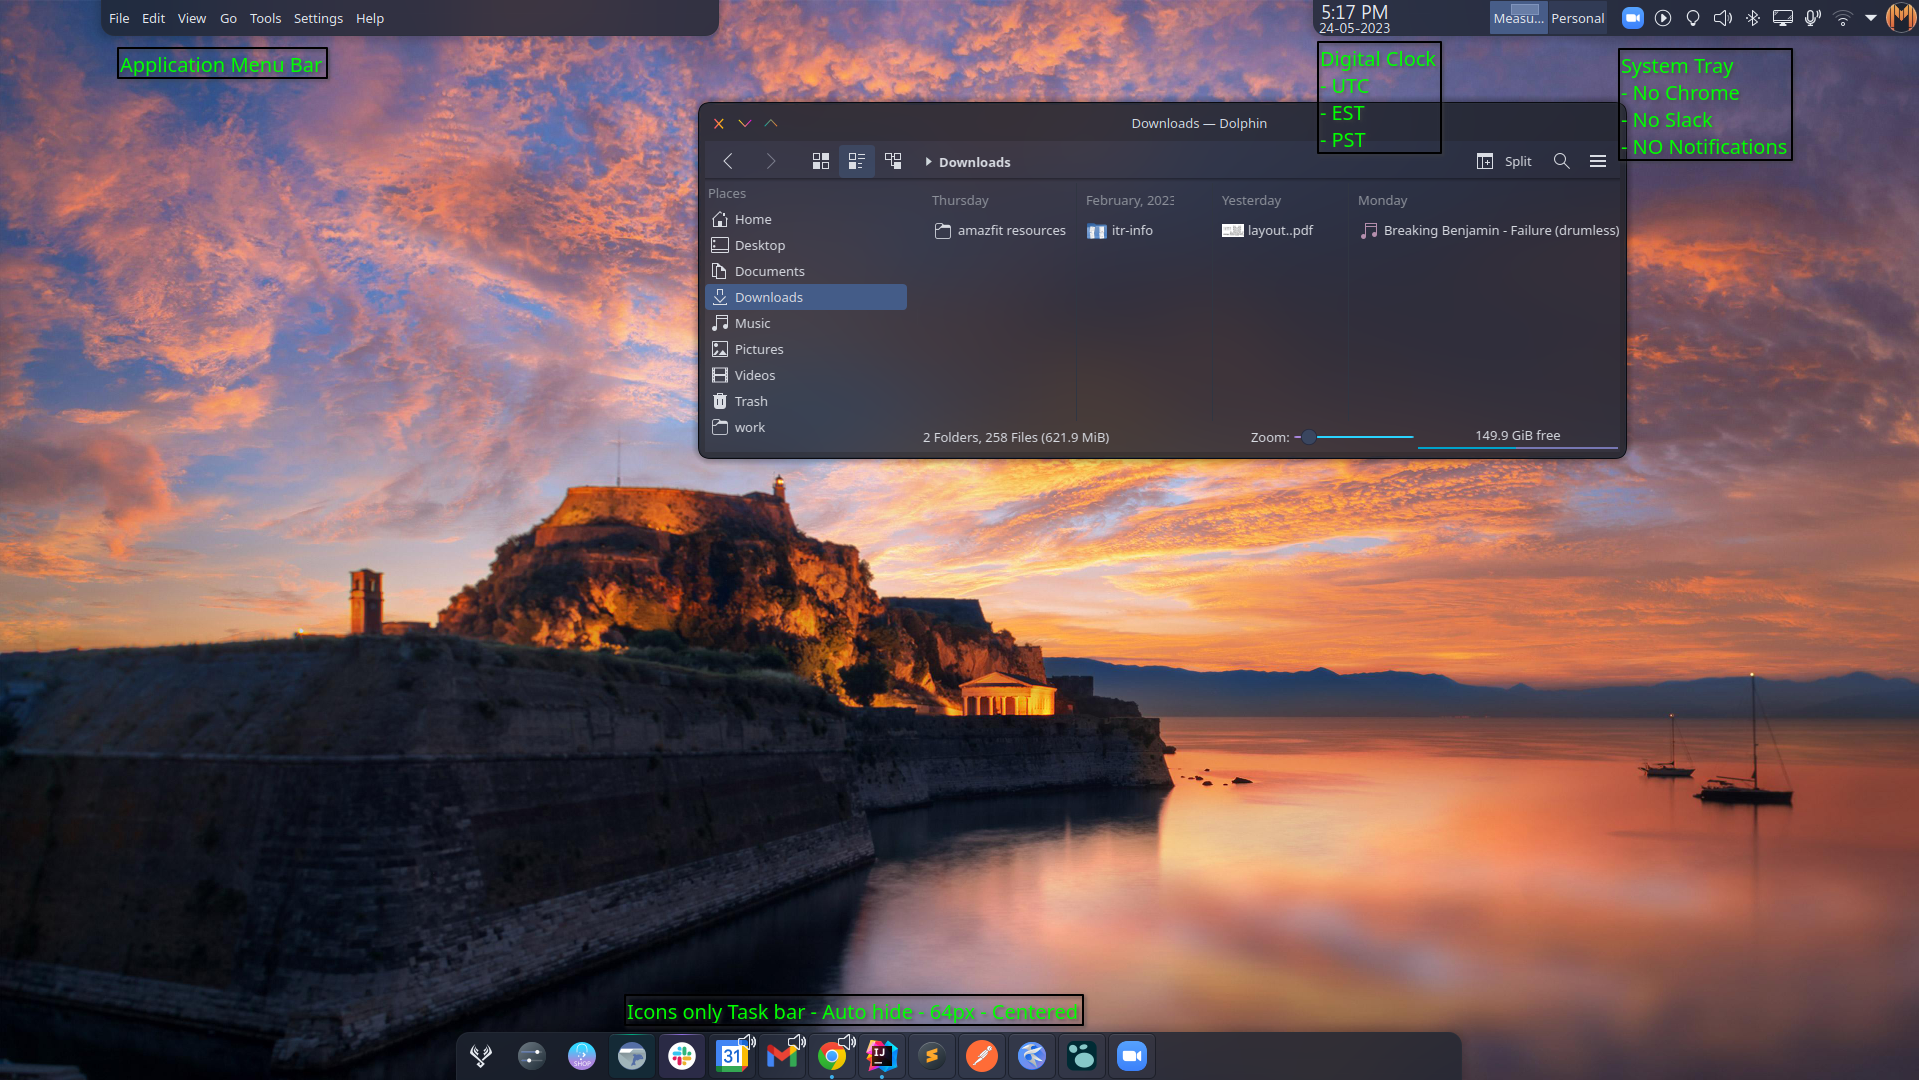 File Edit View Go Tools Settings Help
5:17 PM
24-05-2023
Measu... Personal
Application Menu Bar
Digital Clock
- UTC
- EST
- PST
System Tray
- No Chrome
- No Slack
- NO Notifications
Downloads — Dolphin
Downloads
Split
Places
Home
Desktop
Documents
Downloads
Music
Pictures
Videos
Trash
work
Thursday
amazfit resources
February, 2023
itr-info
Yesterday
layout..pdf
Monday
Breaking Benjamin - Failure (drumless)
2 Folders, 258 Files (621.9 MiB)
Zoom:
149.9 GiB free
Icons only Task bar - Auto hide - 64px - Centered
SHOP
31
IJ